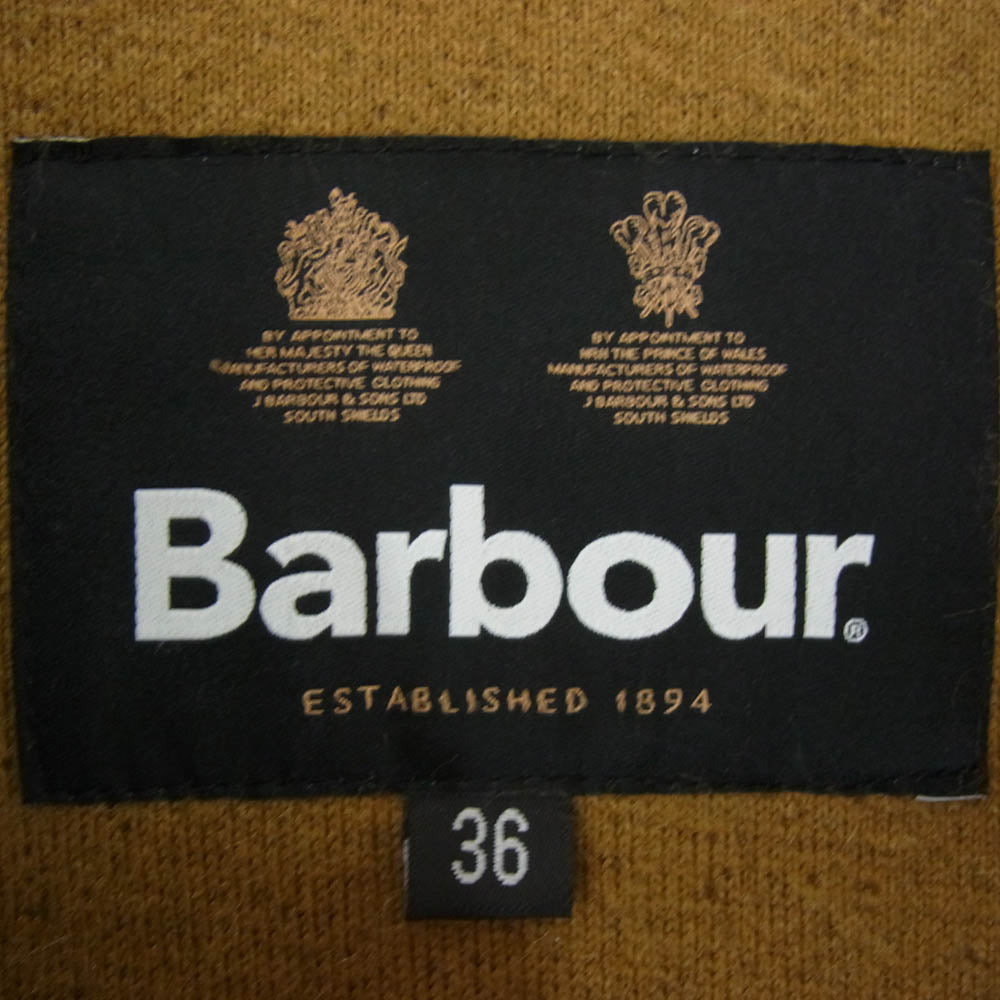 BY APPOINTMENT TO
HER MAJESTY THE QUEEN
MANUFACTURERS OF WATERPROOF
AND PROTECTIVE CLOTHING
J BARBOUR & SONS LTD
SOUTH SHIELDS
BY APPOINTMENT TO
HRH THE PRINCE OF WALES
MANUFACTURERS OF WATERPROOF
AND PROTECTIVE CLOTHING
J BARBOUR & SONS LTD
SOUTH SHIELDS
Barbour®
ESTABLISHED 1894
36